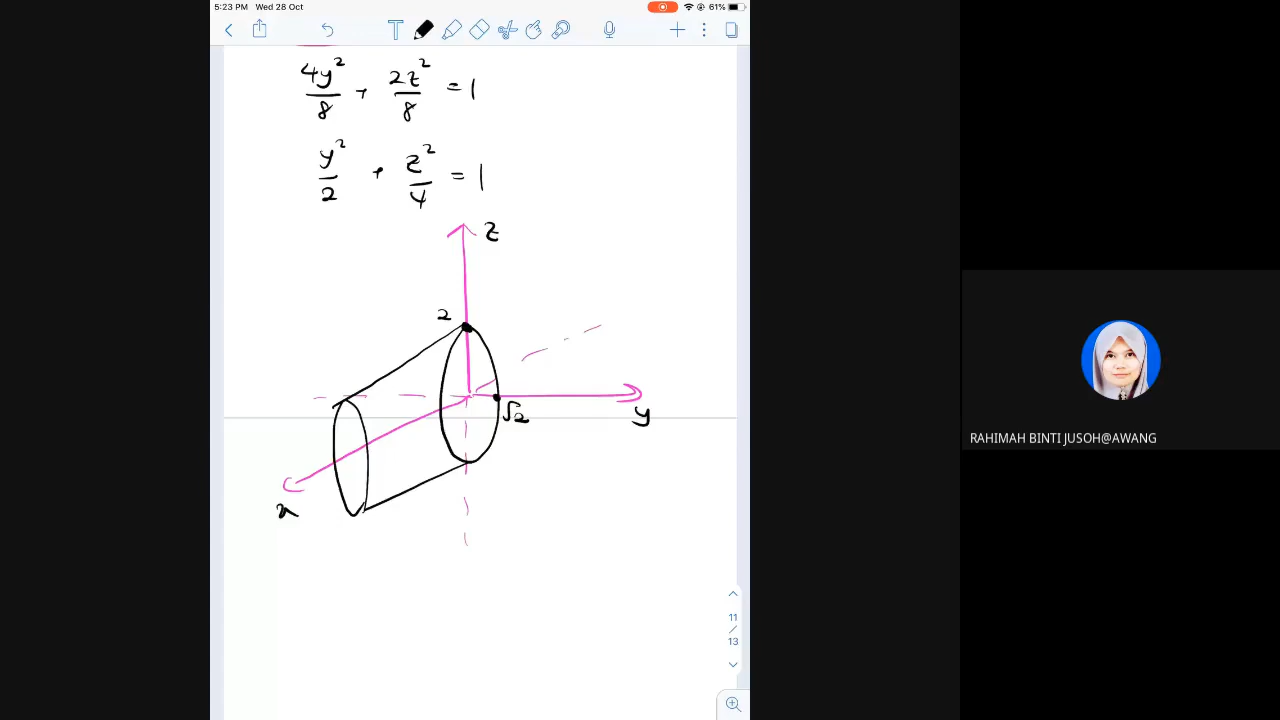 5:23 PM Wed 28 Oct 61%
T
4y²/8 + 2z²/8 = 1
y²/2 + z²/4 = 1
z
2
√2
y
x
11
/
13
RAHIMAH BINTI JUSOH@AWANG